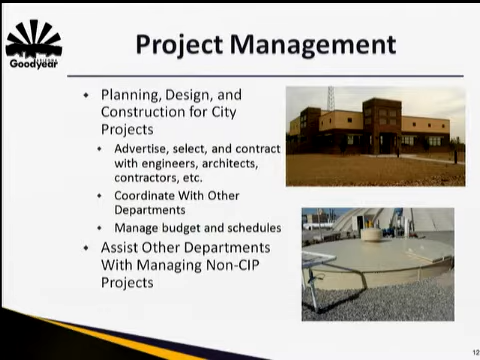 Project Management
ARIZONA
Goodyear
Planning, Design, and
Construction for City
Projects
Advertise, select, and contract
with engineers, architects,
contractors, etc.
Coordinate With Other
Departments
Manage budget and schedules
Assist Other Departments
With Managing Non-CIP
Projects
12